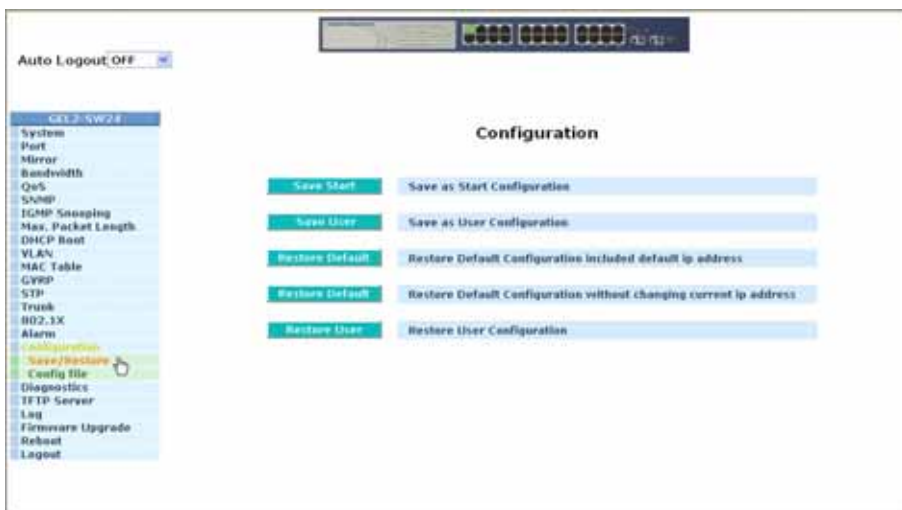 Auto Logout OFF
GEL2-SW24
System
Port
Mirror
Bandwidth
QoS
SNMP
IGMP Snooping
Max. Packet Length
DHCP Boot
VLAN
MAC Table
GVRP
STP
Trunk
802.1X
Alarm
Configuration
Save/Restore
Config file
Diagnostics
TFTP Server
Log
Firmware Upgrade
Reboot
Logout
Configuration
Save Start
Save as Start Configuration
Save User
Save as User Configuration
Restore Default
Restore Default Configuration included default ip address
Restore Default
Restore Default Configuration without changing current ip address
Restore User
Restore User Configuration